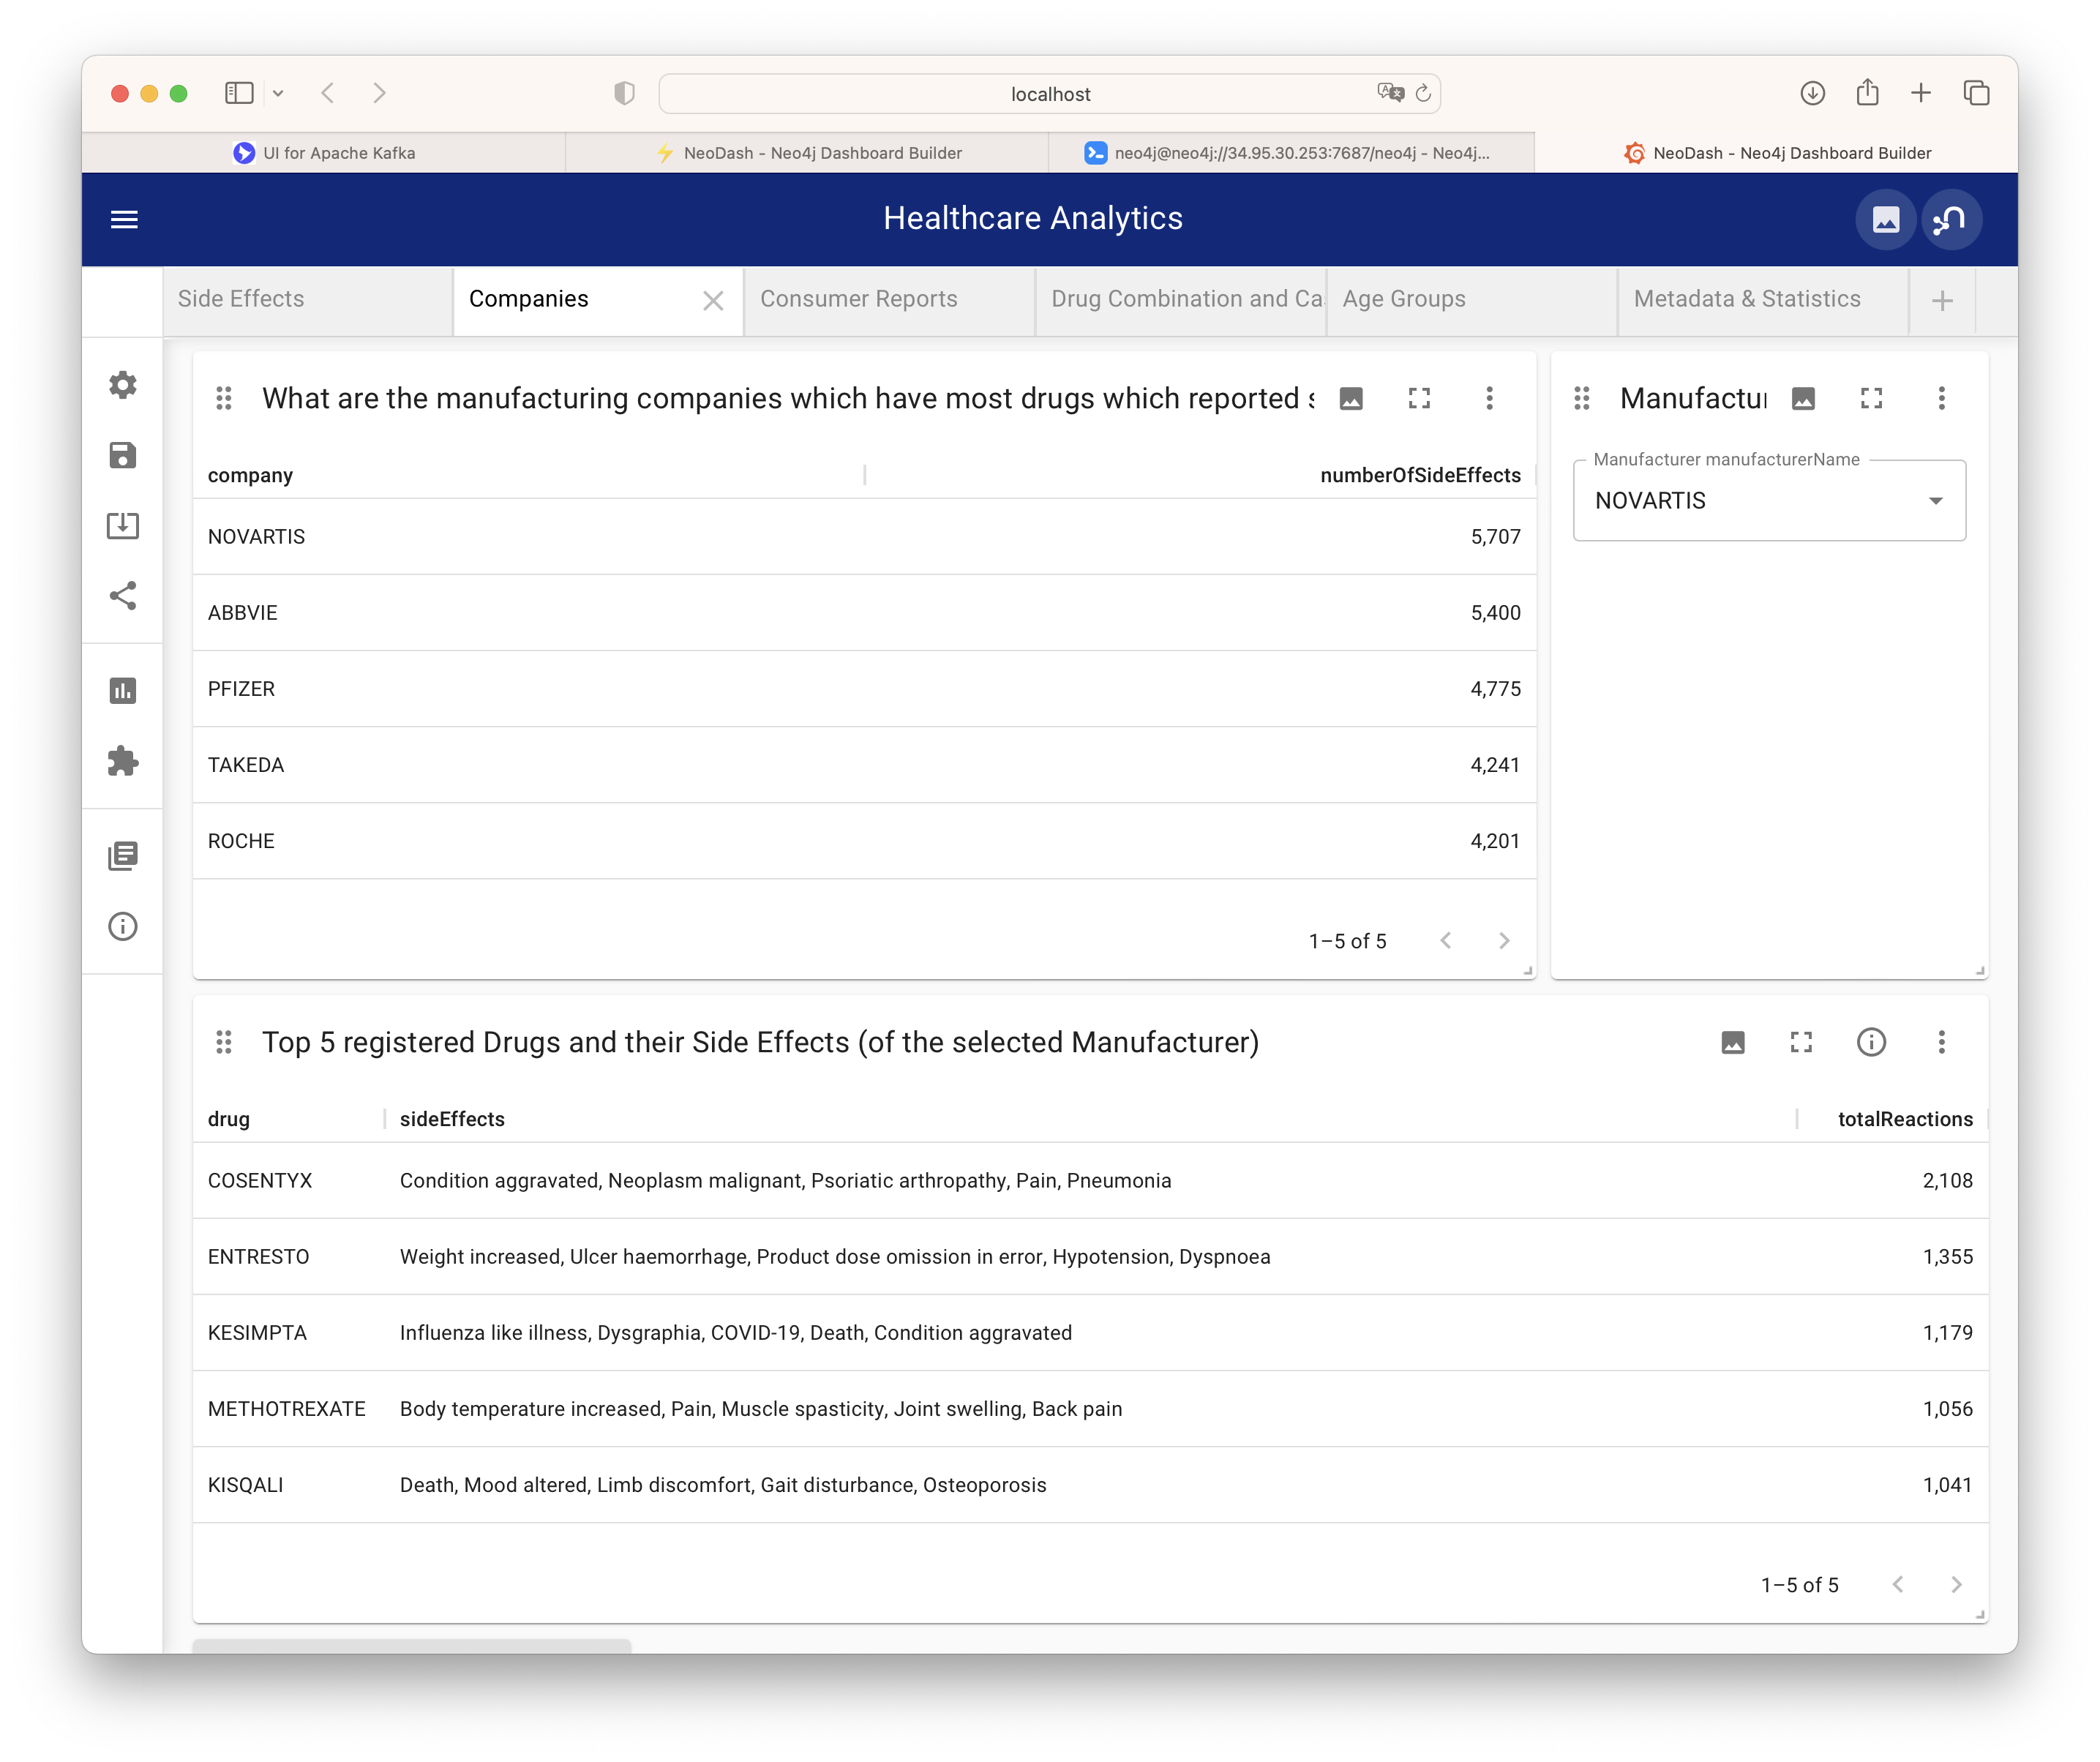 localhost
UI for Apache Kafka
NeoDash - Neo4j Dashboard Builder
neo4j@neo4j://34.95.30.253:7687/neo4j - Neo4j...
NeoDash - Neo4j Dashboard Builder
Healthcare Analytics
Side Effects
Companies
Consumer Reports
Drug Combination and Ca
Age Groups
Metadata & Statistics
What are the manufacturing companies which have most drugs which reported s
company numberOfSideEffects
NOVARTIS 5,707
ABBVIE 5,400
PFIZER 4,775
TAKEDA 4,241
ROCHE 4,201
1–5 of 5
Manufactur
Manufacturer manufacturerName
NOVARTIS
Top 5 registered Drugs and their Side Effects (of the selected Manufacturer)
drug sideEffects totalReactions
COSENTYX Condition aggravated, Neoplasm malignant, Psoriatic arthropathy, Pain, Pneumonia 2,108
ENTRESTO Weight increased, Ulcer haemorrhage, Product dose omission in error, Hypotension, Dyspnoea 1,355
KESIMPTA Influenza like illness, Dysgraphia, COVID-19, Death, Condition aggravated 1,179
METHOTREXATE Body temperature increased, Pain, Muscle spasticity, Joint swelling, Back pain 1,056
KISQALI Death, Mood altered, Limb discomfort, Gait disturbance, Osteoporosis 1,041
1–5 of 5